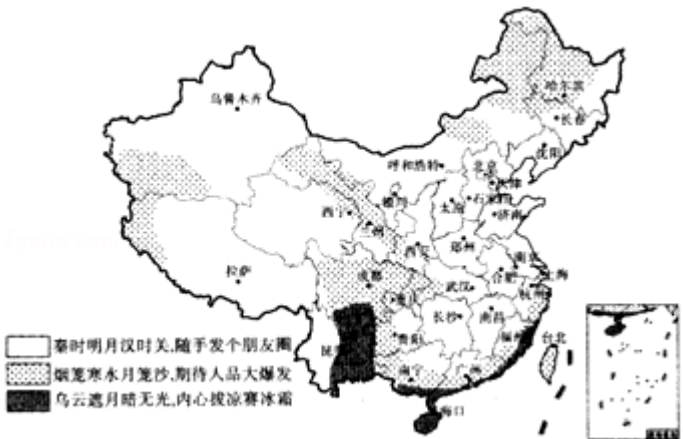 哈尔滨
乌鲁木齐
长春
沈阳
呼和浩特
北京
天津
银川
石家庄
太原
济南
西宁
兰州
西安
郑州
南京
合肥
上海
拉萨
成都
武汉
杭州
重庆
长沙
南昌
贵阳
福州
台北
昆
南宁
广州
海口
秦时明月汉时关,随手发个朋友圈
烟笼寒水月笼沙,期待人品大爆发
乌云遮月暗无光,内心拔凉赛冰霜